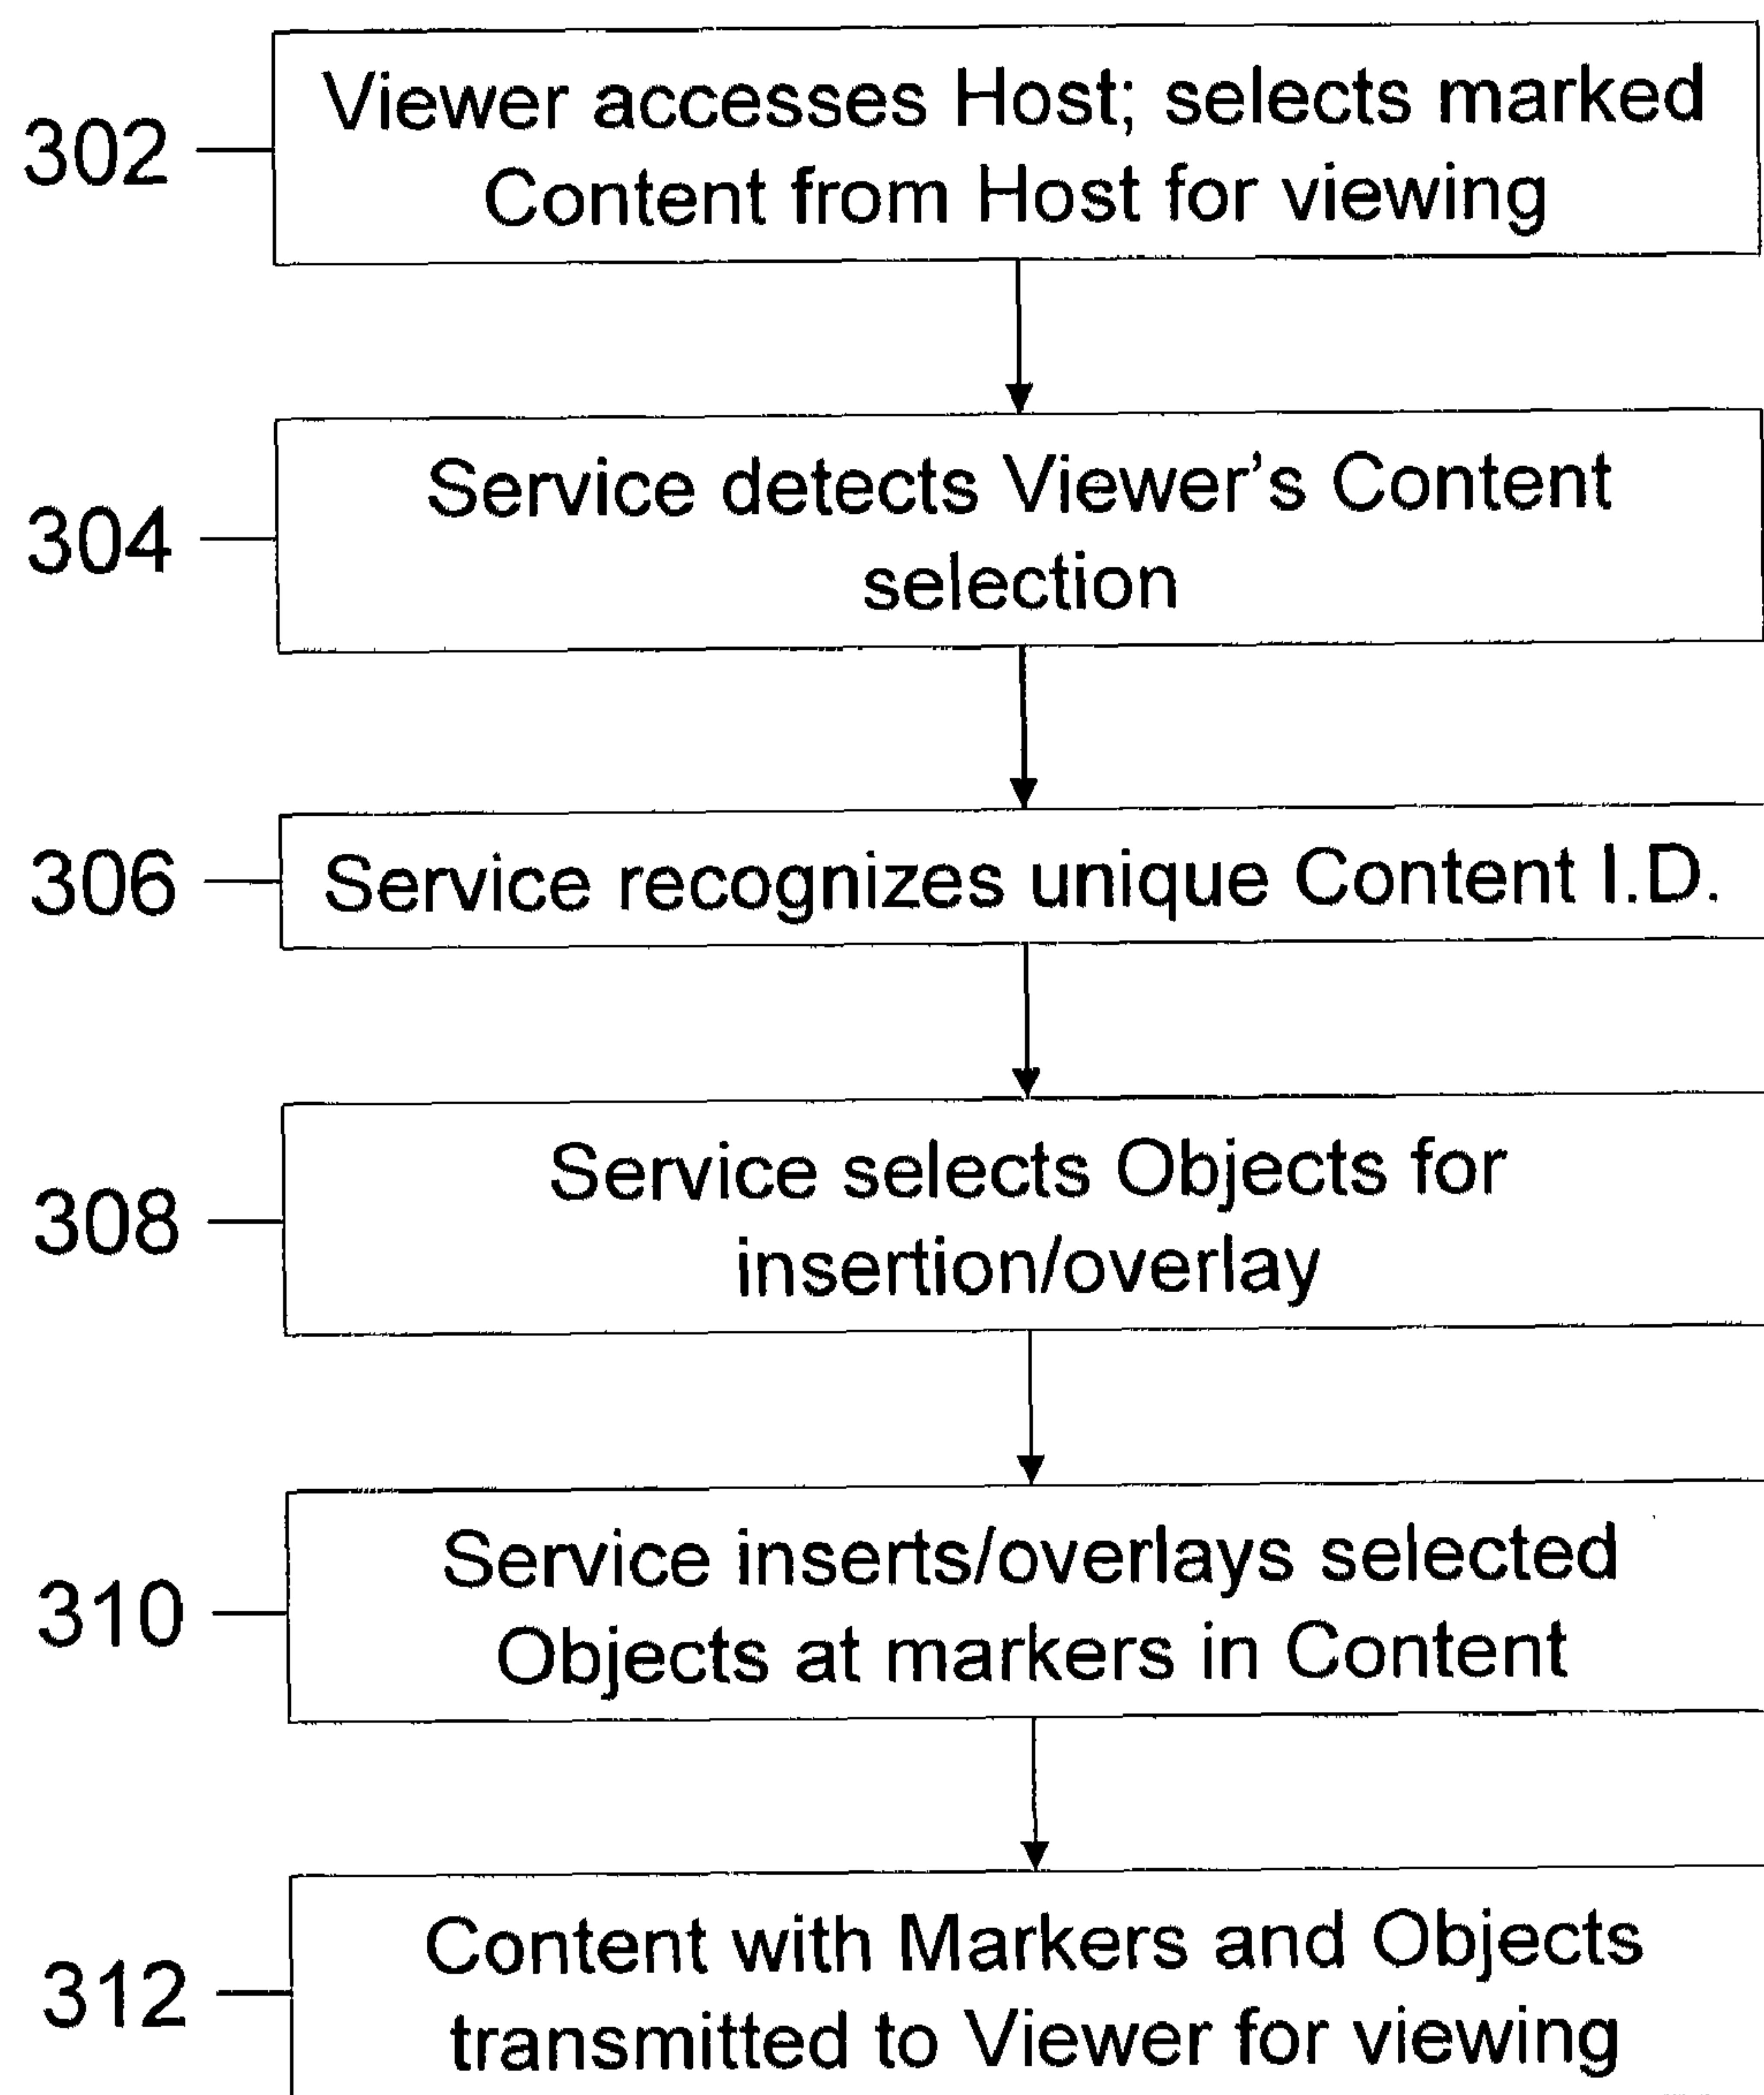 302
Viewer accesses Host; selects marked
Content from Host for viewing
304
Service detects Viewer's Content
selection
306
Service recognizes unique Content I.D.
308
Service selects Objects for
insertion/overlay
310
Service inserts/overlays selected
Objects at markers in Content
312
Content with Markers and Objects
transmitted to Viewer for viewing